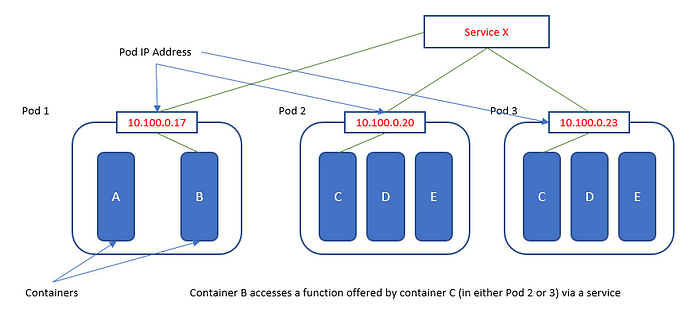 Service X
Pod IP Address
Pod 1
Pod 2
Pod 3
10.100.0.17
10.100.0.20
10.100.0.23
A
B
C
D
E
C
D
E
Containers
Container B accesses a function offered by container C (in either Pod 2 or 3) via a service